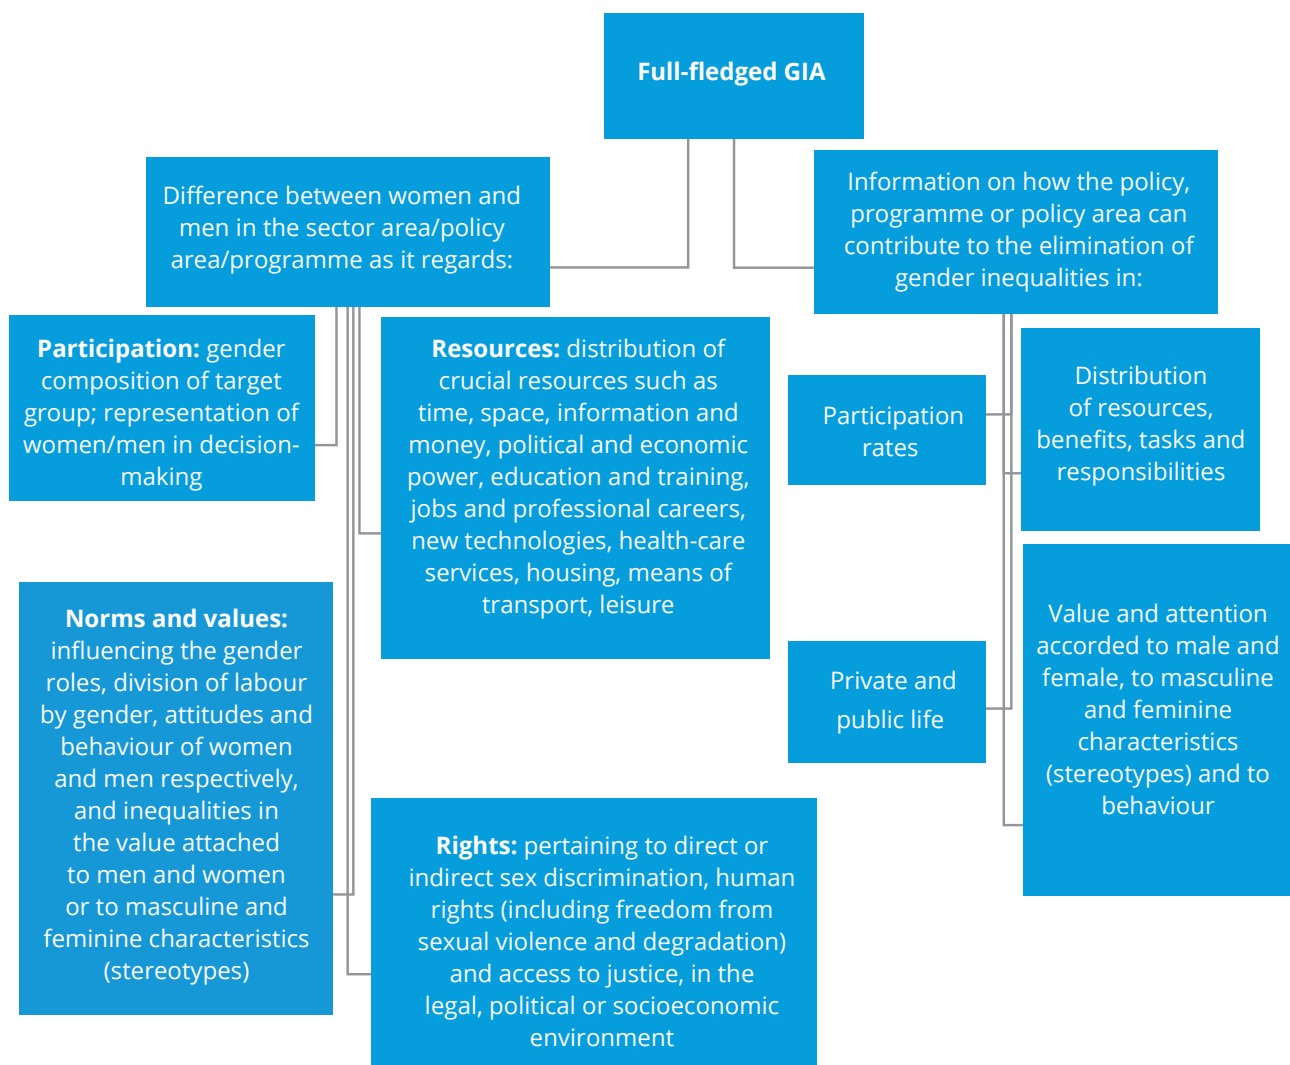 Full-fledged GIA
Difference between women and
men in the sector area/policy
area/programme as it regards:
Information on how the policy,
programme or policy area can
contribute to the elimination of
gender inequalities in:
Participation: gender
composition of target
group; representation of
women/men in decision-
making
Resources: distribution of
crucial resources such as
time, space, information and
money, political and economic
power, education and training,
jobs and professional careers,
new technologies, health-care
services, housing, means of
transport, leisure
Participation
rates
Distribution
of resources,
benefits, tasks and
responsibilities
Norms and values:
influencing the gender
roles, division of labour
by gender, attitudes and
behaviour of women
and men respectively,
and inequalities in
the value attached
to men and women
or to masculine and
feminine characteristics
(stereotypes)
Private and
public life
Value and attention
accorded to male and
female, to masculine
and feminine
characteristics
(stereotypes) and to
behaviour
Rights: pertaining to direct or
indirect sex discrimination, human
rights (including freedom from
sexual violence and degradation)
and access to justice, in the
legal, political or socioeconomic
environment